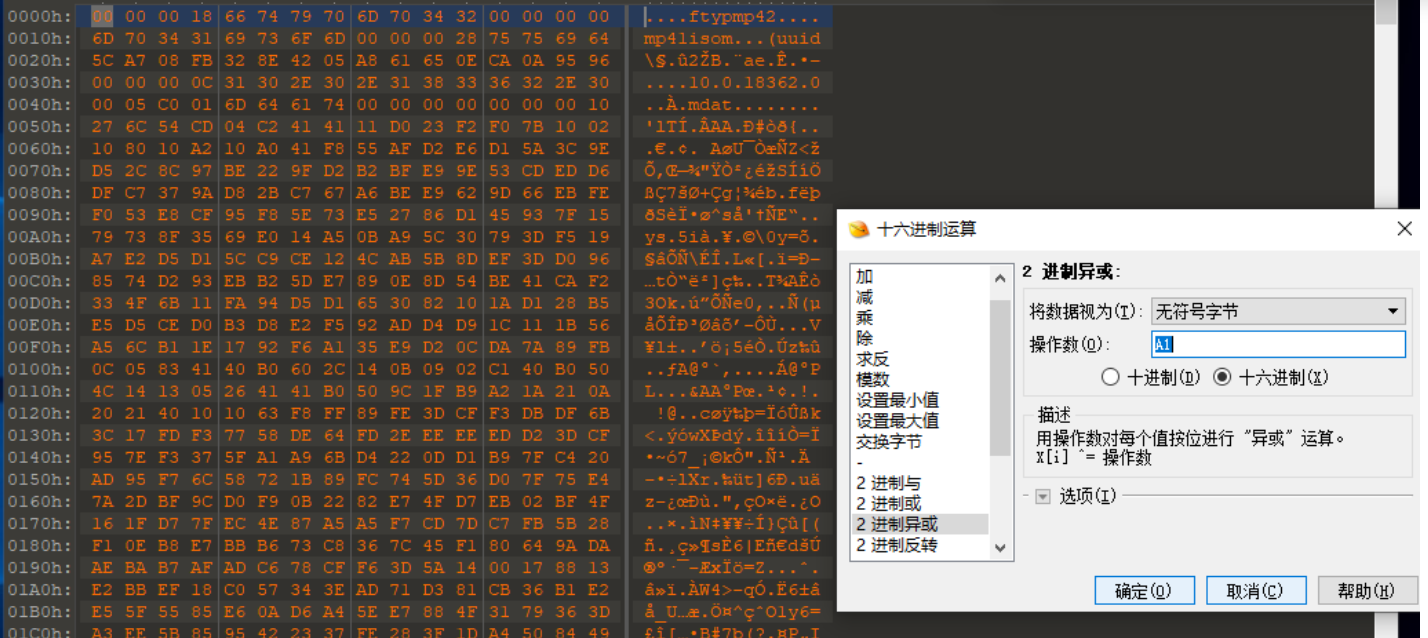 0000h: 00 00 00 18 66 74 79 70 6D 70 34 32 00 00 00 00 ....ftypmp42....
0010h: 6D 70 34 31 69 73 6F 6D 00 00 00 28 75 75 69 64 mp41isom...(uuid
0020h: 5C A7 08 FB 32 8E 42 05 A8 61 65 0E CA 0A 95 96 \§.û2ŽB.¨ae.Ê.•–
0030h: 00 00 00 0C 31 30 2E 30 2E 31 38 33 36 32 2E 30 ....10.0.18362.0
0040h: 00 05 C0 01 6D 64 61 74 00 00 00 00 00 00 00 10 ..À.mdat........
0050h: 27 6C 54 CD 04 C2 41 41 11 D0 23 F2 F0 7B 10 02 'lTÍ.ÂAA.Ð#òð{..
0060h: 10 80 10 A2 10 A0 41 F8 55 AF D2 E6 D1 5A 3C 9E .€.¢. AøU¯ÒæÑZ<ž
0070h: D5 2C 8C 97 BE 22 9F D2 B2 BF E9 9E 53 CD ED D6 Õ,Œ—¾"ŸÒ²¿éžSÍíÖ
0080h: DF C7 37 9A D8 2B C7 67 A6 BE E9 62 9D 66 EB FE ßÇ7šØ+Çg¦¾éb.fëþ
0090h: F0 53 E8 CF 95 F8 5E 73 E5 27 86 D1 45 93 7F 15 ðSèÏ•ø^så'†ÑE“..
00A0h: 79 73 8F 35 69 E0 14 A5 0B A9 5C 30 79 3D F5 19 ys.5ià.¥.©\0y=õ.
00B0h: A7 E2 D5 D1 5C C9 CE 12 4C AB 5B 8D EF 3D D0 96 §âÕÑ\ÉÎ.L«[.ï=Ð–
00C0h: 85 74 D2 93 EB B2 5D E7 89 0E 8D 54 BE 41 CA F2 …tÒ“ë²]ç‰..T¾AÊò
00D0h: 33 4F 6B 11 FA 94 D5 D1 65 30 82 10 1A D1 28 B5 3Ok.ú”ÕÑe0‚..Ñ(µ
00E0h: E5 D5 CE D0 B3 D8 E2 F5 92 AD D4 D9 1C 11 1B 56 åÕÎÐ³Øâõ’-ÔÙ...V
00F0h: A5 6C B1 1E 17 92 F6 A1 35 E9 D2 0C DA 7A 89 FB ¥l±..’ö¡5éÒ.Úz‰û
0100h: 0C 05 83 41 40 B0 60 2C 14 0B 09 02 C1 40 B0 50 ..ƒA@°`,....Á@°P
0110h: 4C 14 13 05 26 41 41 B0 50 9C 1F B9 A2 1A 21 0A L...&AA°Pœ.¹¢.!.
0120h: 20 21 40 10 10 63 F8 FF 89 FE 3D CF F3 DB DF 6B !@..cøÿ‰þ=ÏóÛßk
0130h: 3C 17 FD F3 77 58 DE 64 FD 2E EE EE ED D2 3D CF <.ýówXÞdý.îîíÒ=Ï
0140h: 95 7E F3 37 5F A1 A9 6B D4 22 0D D1 B9 7F C4 20 •~ó7_¡©kÔ".Ñ¹.Ä
0150h: AD 95 F7 6C 58 72 1B 89 FC 74 5D 36 D0 7F 75 E4 -•÷lXr.‰üt]6Ð.uä
0160h: 7A 2D BF 9C D0 F9 0B 22 82 E7 4F D7 EB 02 BF 4F z-¿œÐù."‚çO×ë.¿O
0170h: 16 1F D7 7F EC 4E 87 A5 A5 F7 CD 7D C7 FB 5B 28 ..×.ìN‡¥¥÷Í}Çû[(
0180h: F1 0E B8 E7 BB B6 73 C8 36 7C 45 F1 80 64 9A DA ñ.¸ç»¶sÈ6|Eñ€dšÚ
0190h: AE BA B7 AF AD C6 78 CF F6 3D 5A 14 00 17 88 13 ®º·¯-ÆxÏö=Z...ˆ.
01A0h: E2 BB EF 18 C0 57 34 3E AD 71 D3 81 CB 36 B1 E2 â»ï.ÀW4>-qÓ.Ë6±â
01B0h: E5 5F 55 85 E6 0A D6 A4 5E E7 88 4F 31 79 36 3D å_U…æ.Ö¤^çˆO1y6=
01C0h: A3 EE 5B 85 95 42 23 37 FE 28 3F 1D A4 50 84 49
十六进制运算
加
减
乘
除
求反
模数
设置最小值
设置最大值
交换字节
-
2 进制与
2 进制或
2 进制异或
2 进制反转
2 进制异或:
将数据视为(T): 无符号字节
操作数(O): A1
十进制(D) 十六进制(X)
描述
用操作数对每个值按位进行 "异或" 运算。
X[i] ^= 操作数
选项(I)
确定(O) 取消(C) 帮助(H)